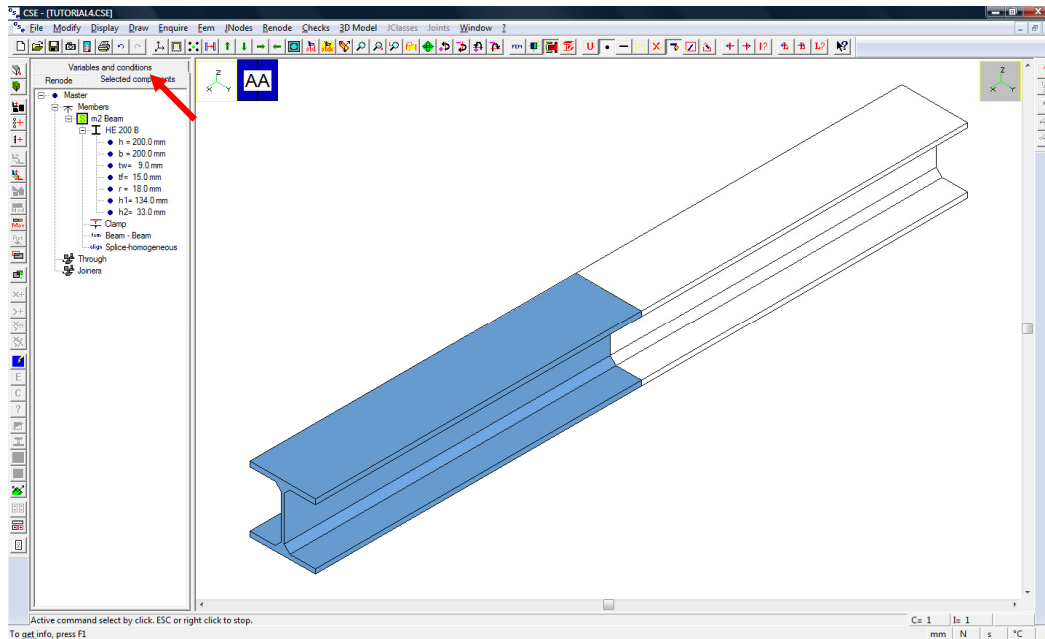 CSE - [TUTORIAL4.CSE]
File Modify Display Draw Enquire Fem JNodes Renode Checks 3D Model JClasses Joints Window ?
Variables and conditions
Renode Selected components
Master
Members
m2 Beam
HE 200 B
h = 200.0 mm
b = 200.0 mm
tw= 9.0 mm
tf= 15.0 mm
r = 18.0 mm
h1= 134.0 mm
h2= 33.0 mm
Clamp
Beam - Beam
Splice-homogeneous
Through
Joiners
Z
X Y
AA
Z
X Y
Active command select by click. ESC or right click to stop.
C= 1 I= 1
To get info, press F1
mm N s °C